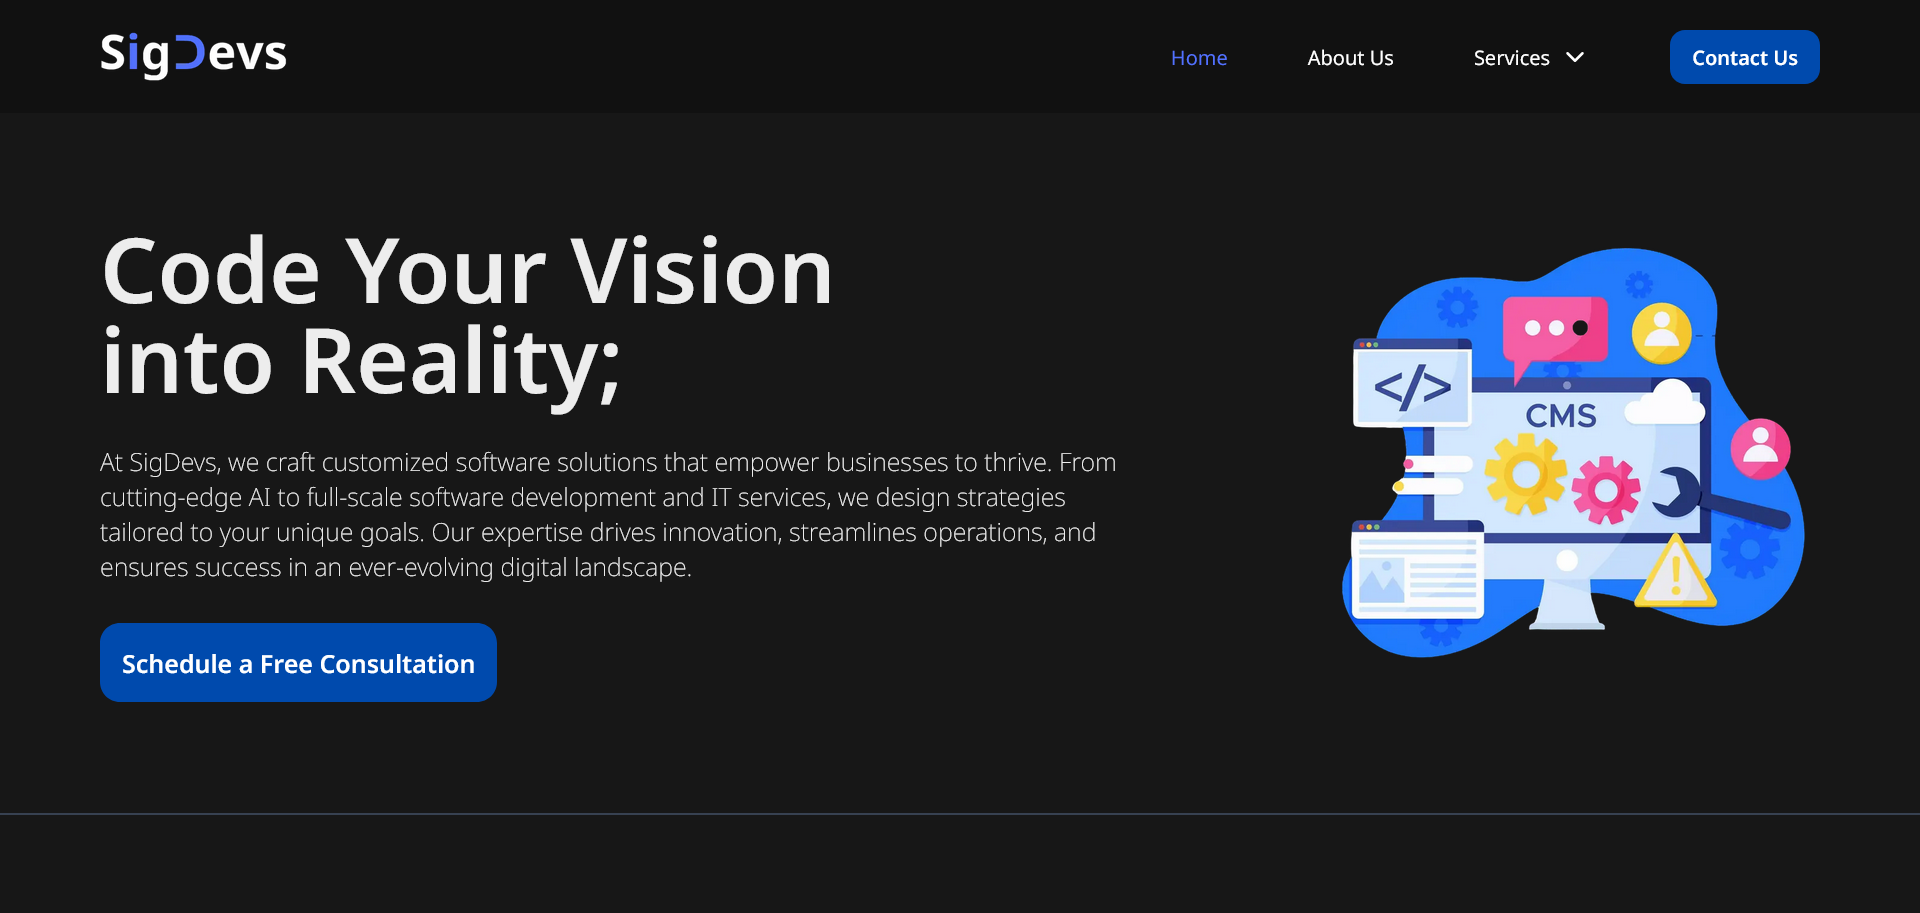 SigDevs
Home
About Us
Services
Contact Us
Code Your Vision
into Reality;
At SigDevs, we craft customized software solutions that empower businesses to thrive. From
cutting-edge AI to full-scale software development and IT services, we design strategies
tailored to your unique goals. Our expertise drives innovation, streamlines operations, and
ensures success in an ever-evolving digital landscape.
Schedule a Free Consultation
</>
CMS
!